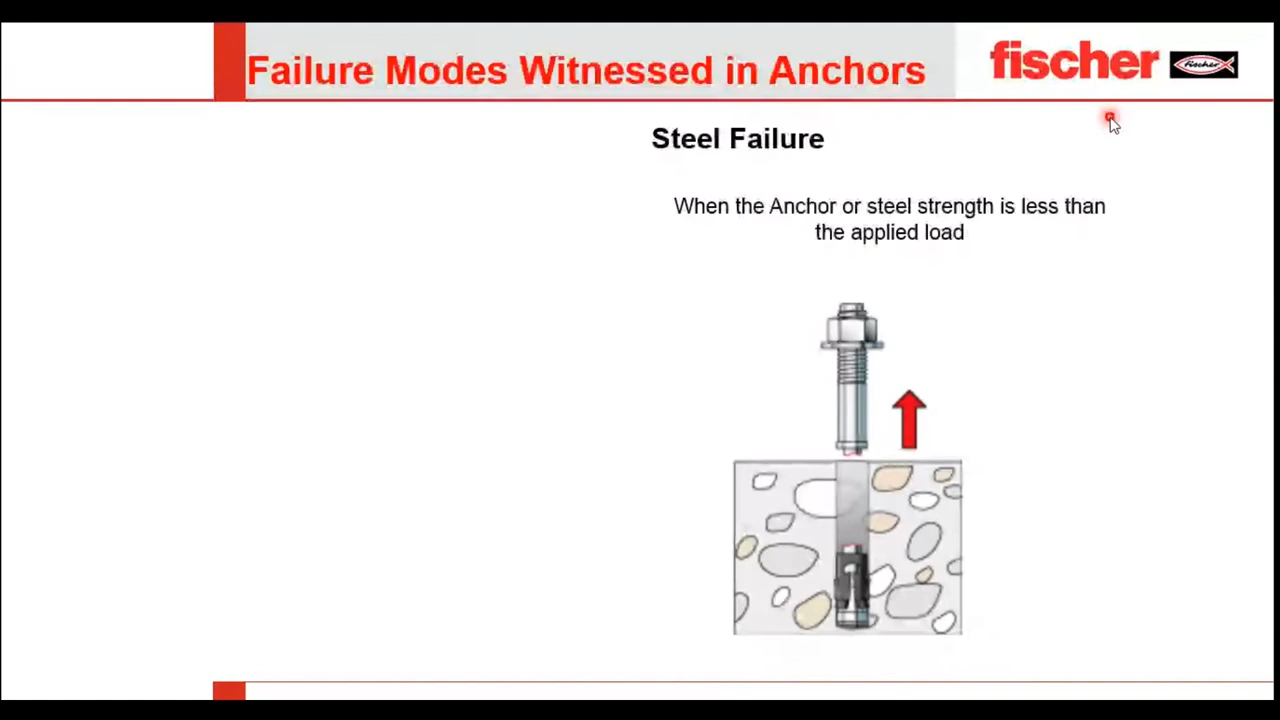 Failure Modes Witnessed in Anchors
fischer
fischer
Steel Failure
When the Anchor or steel strength is less than
the applied load